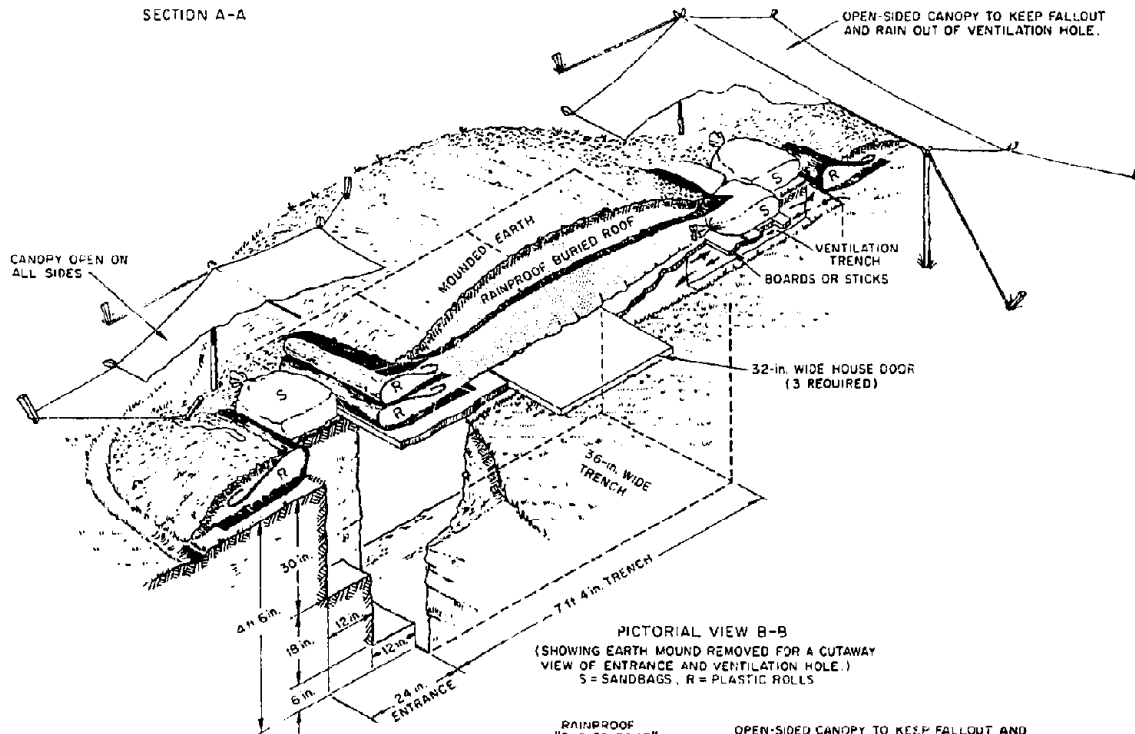 SECTION A-A
OPEN-SIDED CANOPY TO KEEP FALLOUT
AND RAIN OUT OF VENTILATION HOLE.
CANOPY OPEN ON
ALL SIDES
MOUNDED EARTH
RAINPROOF BURIED ROOF
S
S
R
VENTILATION
TRENCH
BOARDS OR STICKS
32-in. WIDE HOUSE DOOR
(3 REQUIRED)
S
R
R
R
36-in. WIDE
TRENCH
7 ft 4 in. TRENCH
4 ft 6 in.
30 in.
18 in.
12 in.
12 in.
6 in.
24 in.
ENTRANCE
PICTORIAL VIEW B-B
(SHOWING EARTH MOUND REMOVED FOR A CUTAWAY
VIEW OF ENTRANCE AND VENTILATION HOLE.)
S = SANDBAGS, R = PLASTIC ROLLS
RAINPROOF
OPEN-SIDED CANOPY TO KEEP FALLOUT AND